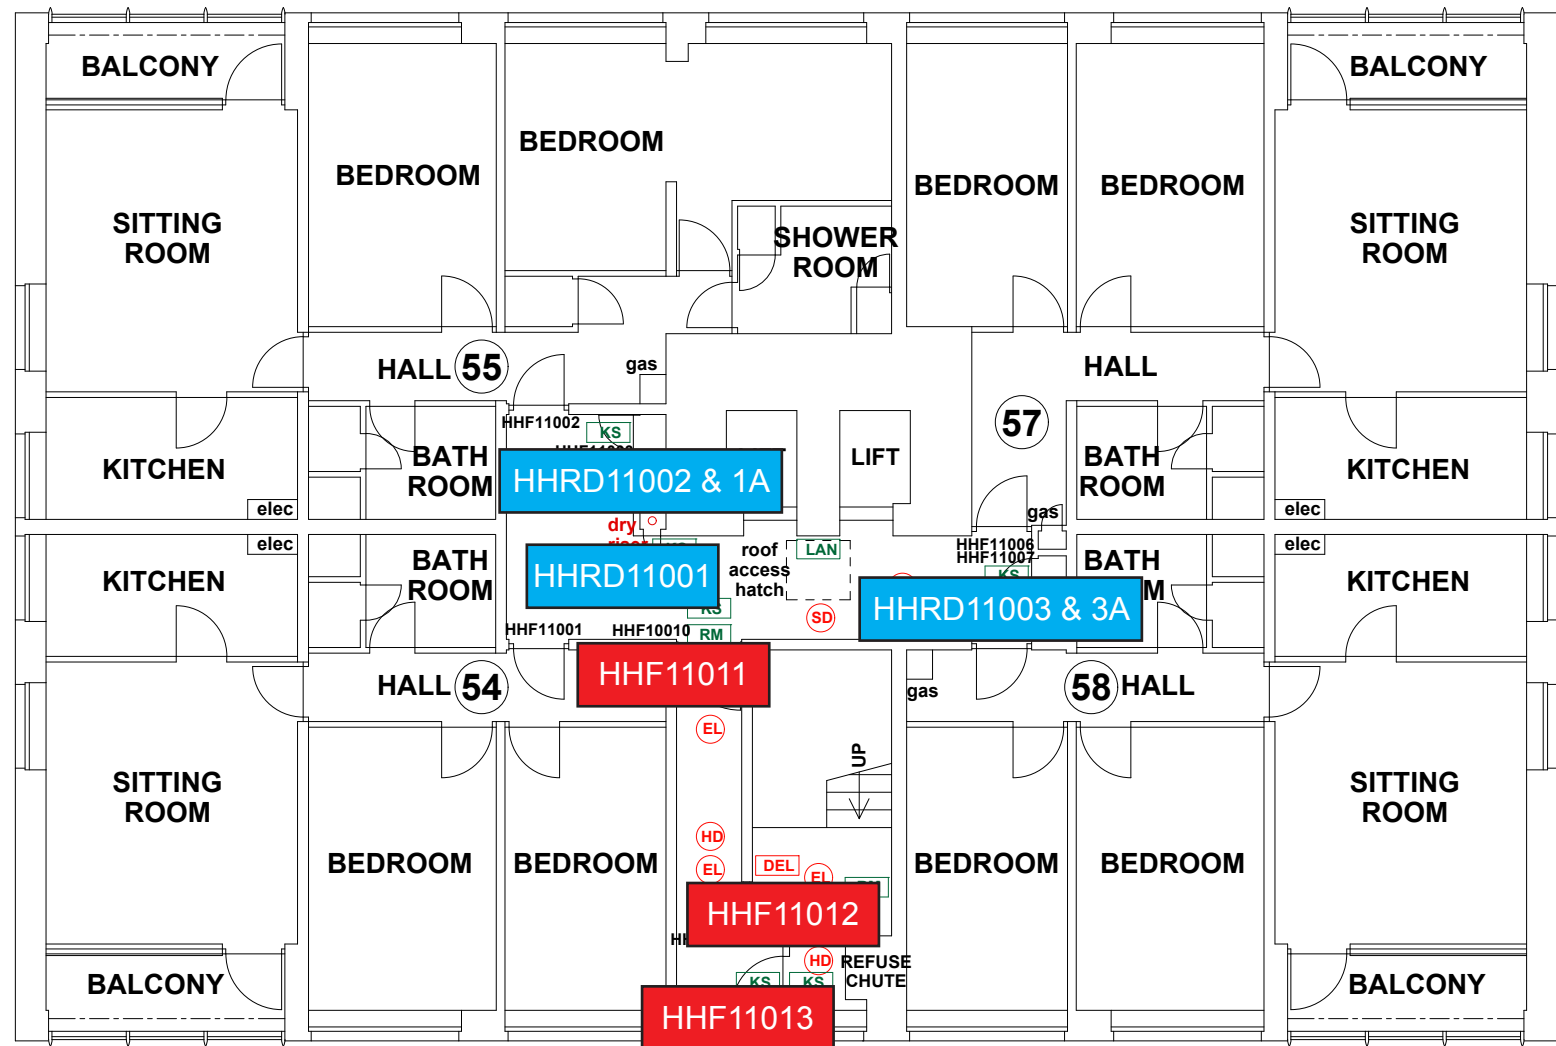 BALCONY
BALCONY
BEDROOM
BEDROOM
BEDROOM
BEDROOM
SITTING
ROOM
SHOWER
ROOM
SITTING
ROOM
HALL
55
gas
HALL
57
HHF11002
KS
KITCHEN
BATH
ROOM
HHRD11002 & 1A
LIFT
BATH
ROOM
KITCHEN
elec
gas
elec
dry
elec
elec
KITCHEN
BATH
ROOM
HHRD11001
roof
access
hatch
LAN
HHF11006
HHF11007
KS
BATH
KITCHEN
HHRD11003 & 3A
KS
SD
HHF11001
HHF10010
RM
HHF11011
HALL
54
gas
58
HALL
EL
SITTING
ROOM
UP
SITTING
ROOM
HD
BEDROOM
BEDROOM
EL
DEL
EL
BEDROOM
BEDROOM
HHF11012
HD
REFUSE
CHUTE
KS
KS
BALCONY
BALCONY
HHF11013